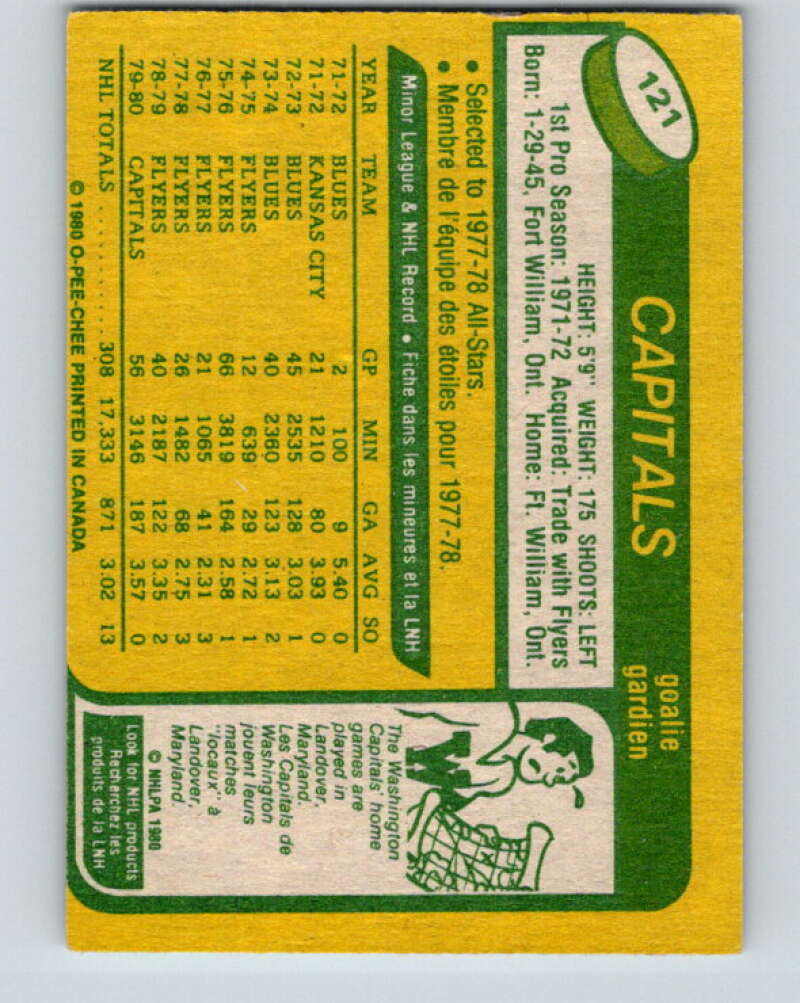 121
CAPITALS
goalie
gardien
HEIGHT: 5'9" WEIGHT: 175 SHOOTS: LEFT
1st Pro Season: 1971-72 Acquired: Trade with Flyers
Born: 1-29-45, Fort William, Ont. Home: Ft. William, Ont.
• Selected to 1977-78 All-Stars.
• Membre de l'équipe des étoiles pour 1977-78.
Minor League & NHL Record • Fiche dans les mineures et la LNH
YEAR TEAM GP MIN GA AVG SO
71-72 BLUES 2 100 9 5.40 0
71-72 KANSAS CITY 21 1210 80 3.93 0
72-73 BLUES 45 2535 128 3.03 1
73-74 BLUES 40 2360 123 3.13 2
74-75 FLYERS 12 639 29 2.72 1
75-76 FLYERS 66 3819 164 2.58 1
76-77 FLYERS 21 1065 41 2.31 3
77-78 FLYERS 26 1482 68 2.75 3
78-79 FLYERS 40 2187 122 3.35 2
79-80 CAPITALS 56 3146 187 3.57 0
NHL TOTALS .......... 308 17,333 871 3.02 13
© 1980 O-PEE-CHEE PRINTED IN CANADA
The Washington
Capitals' home
games are
played in
Landover,
Maryland.
Les Capitals de
Washington
jouent leurs
matches
"locaux" à
Landover,
Maryland.
© NHLPA 1980
Look for NHL products
Recherchez les
produits de la LNH